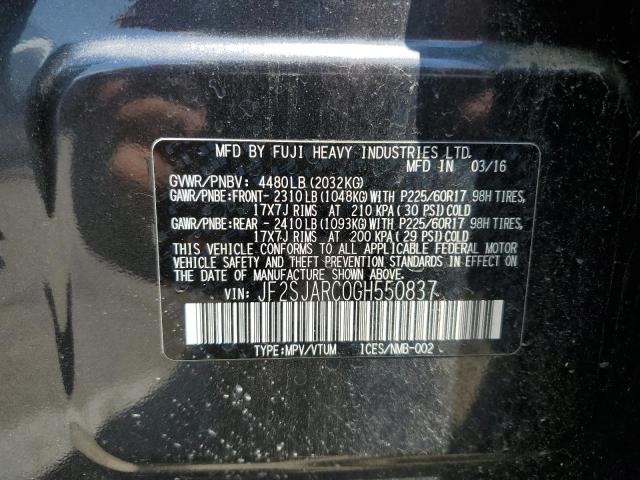 MFD BY FUJI HEAVY INDUSTRIES LTD.
MFD IN 03/16
GVWR/PNBV: 4480LB(2032KG)
GAWR/PNBE:FRONT- 2310LB(1048KG)WITH P225/60R17 98H TIRES,
17X7J RIMS AT 210 KPA(30 PSI)COLD
GAWR/PNBE:REAR - 2410LB(1093KG)WITH P225/60R17 98H TIRES,
17X7J RIMS AT 200 KPA(29 PSI)COLD
THIS VEHICLE CONFORMS TO ALL APPLICABLE FEDERAL MOTOR
VEHICLE SAFETY AND THEFT PREVENTION STANDARDS IN EFFECT
ON THE DATE OF MANUFACTURE SHOWN ABOVE.
VIN: JF2SJARC0GH550837
TYPE:MPV/VTUM ICES/NMB-002